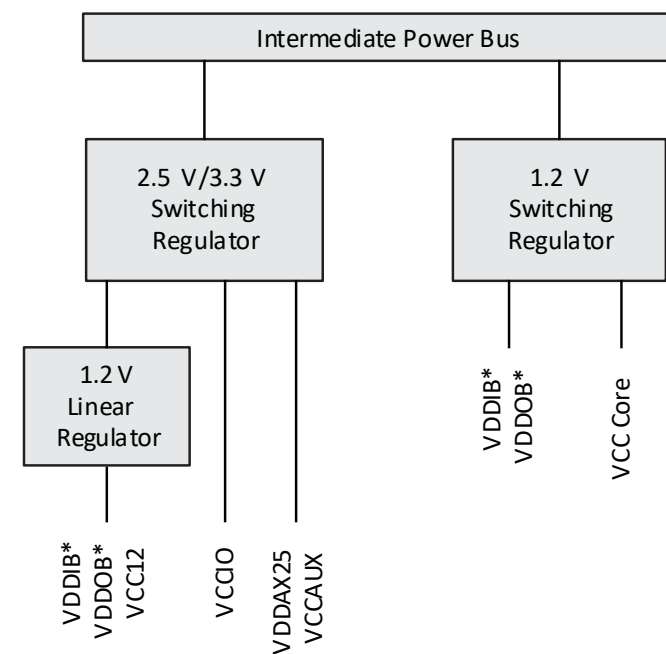 Intermediate Power Bus
2.5 V/3.3 V
Switching
Regulator
1.2 V
Switching
Regulator
1.2 V
Linear
Regulator
VDDIB*
VDDOB*
VCC12
VCCIO
VDDAX25
VCCAUX
VDDIB*
VDDOB*
VCC Core